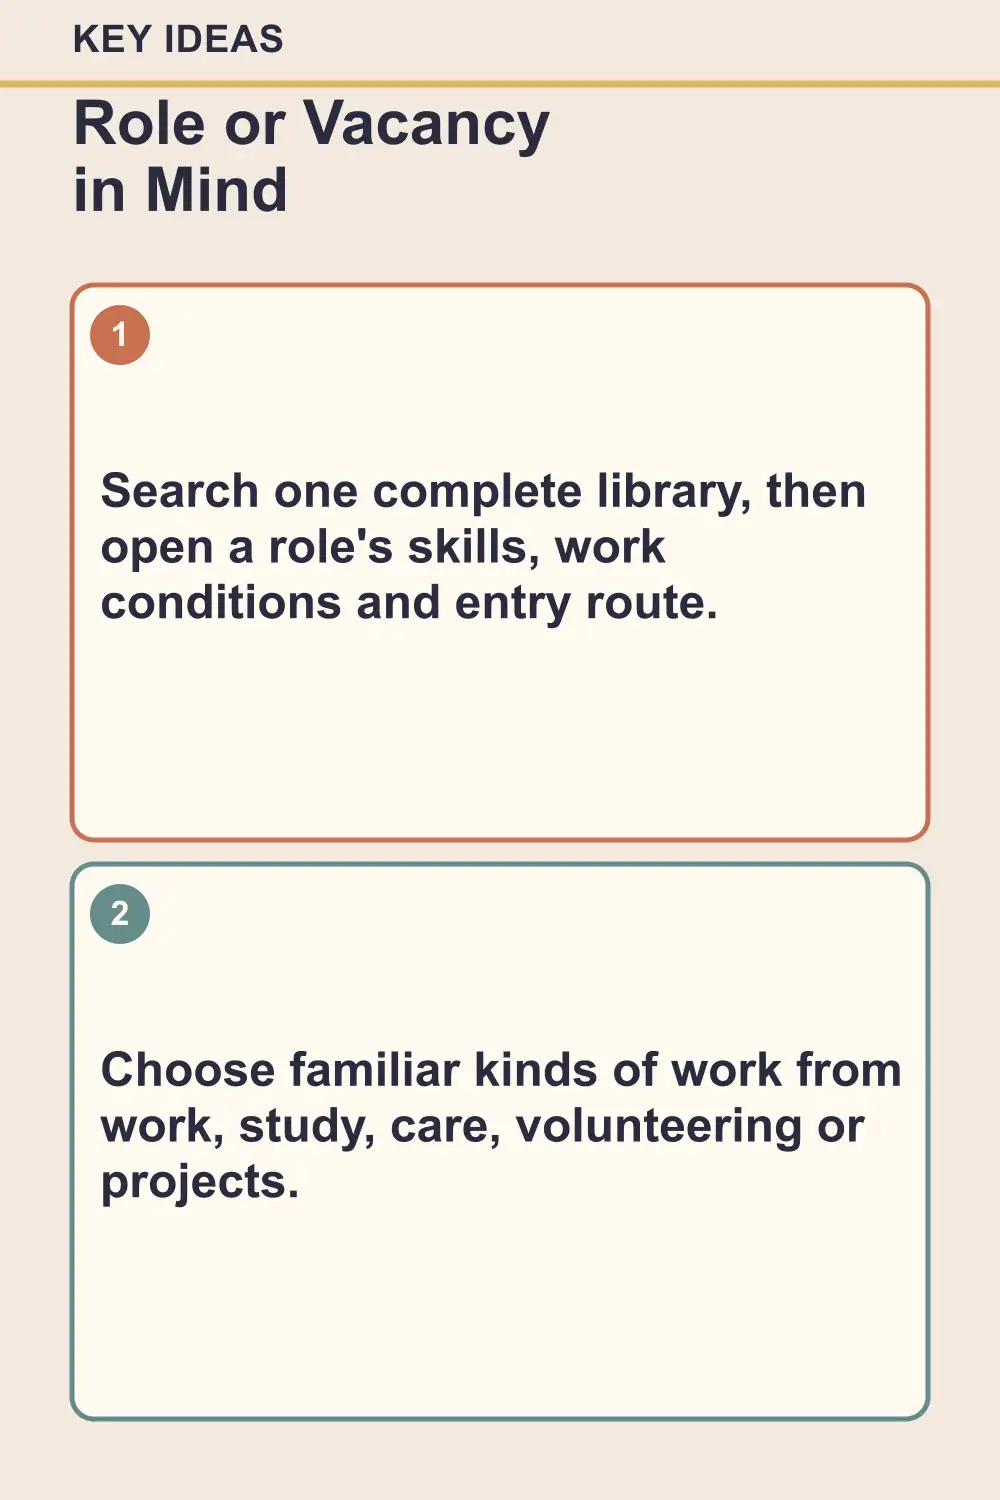 KEY IDEAS
Role or Vacancy
in Mind
1
Search one complete library, then
open a role's skills, work
conditions and entry route.
2
Choose familiar kinds of work from
work, study, care, volunteering or
projects.